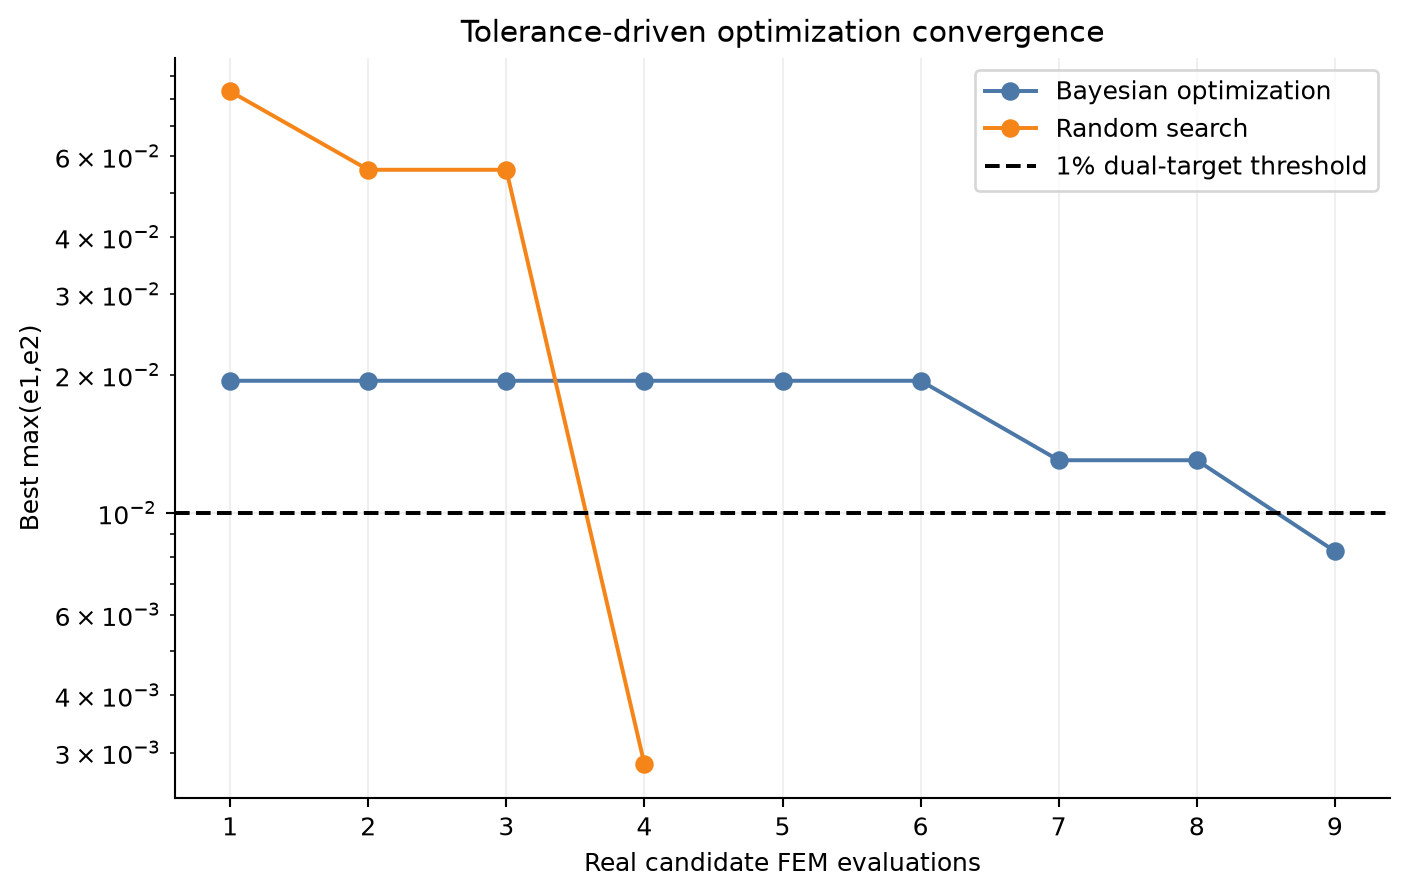 Tolerance-driven optimization convergence
Bayesian optimization
Random search
1% dual-target threshold
6 × 10⁻²
4 × 10⁻²
3 × 10⁻²
2 × 10⁻²
10⁻²
6 × 10⁻³
4 × 10⁻³
3 × 10⁻³
Best max(e1,e2)
1 2 3 4 5 6 7 8 9
Real candidate FEM evaluations